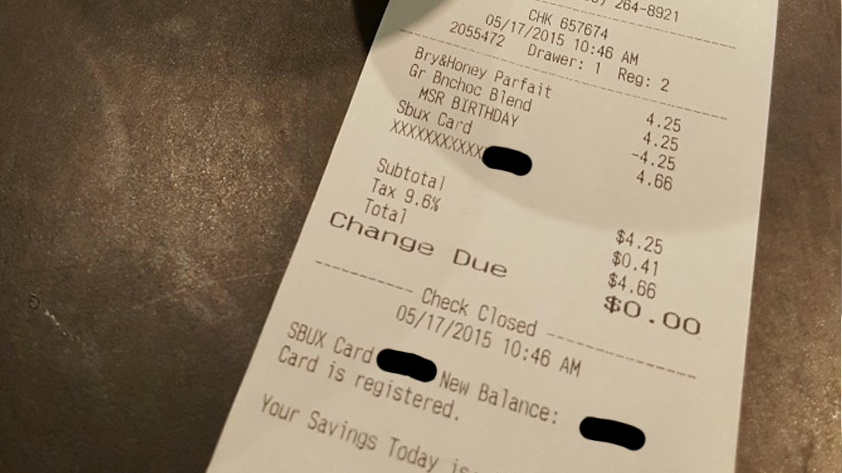 264-8921
CHK 657674
05/17/2015 10:46 AM
2055472 Drawer: 1 Reg: 2
Bry&Honey Parfait 4.25
Gr Bnchoc Blend 4.25
MSR BIRTHDAY -4.25
Sbux Card 4.66
XXXXXXXXXXXX
Subtotal $4.25
Tax 9.6% $0.41
Total $4.66
Change Due $0.00
Check Closed
05/17/2015 10:46 AM
SBUX Card New Balance:
Card is registered.
Your Savings Today is